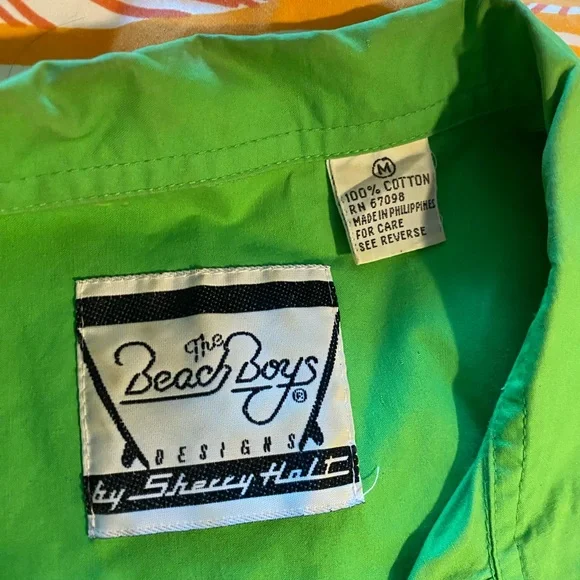 M
100% COTTON
RN 67098
MADE IN PHILIPPINES
FOR CARE
SEE REVERSE
The
Beach Boys®
DESIGNS
by Sherry Holt